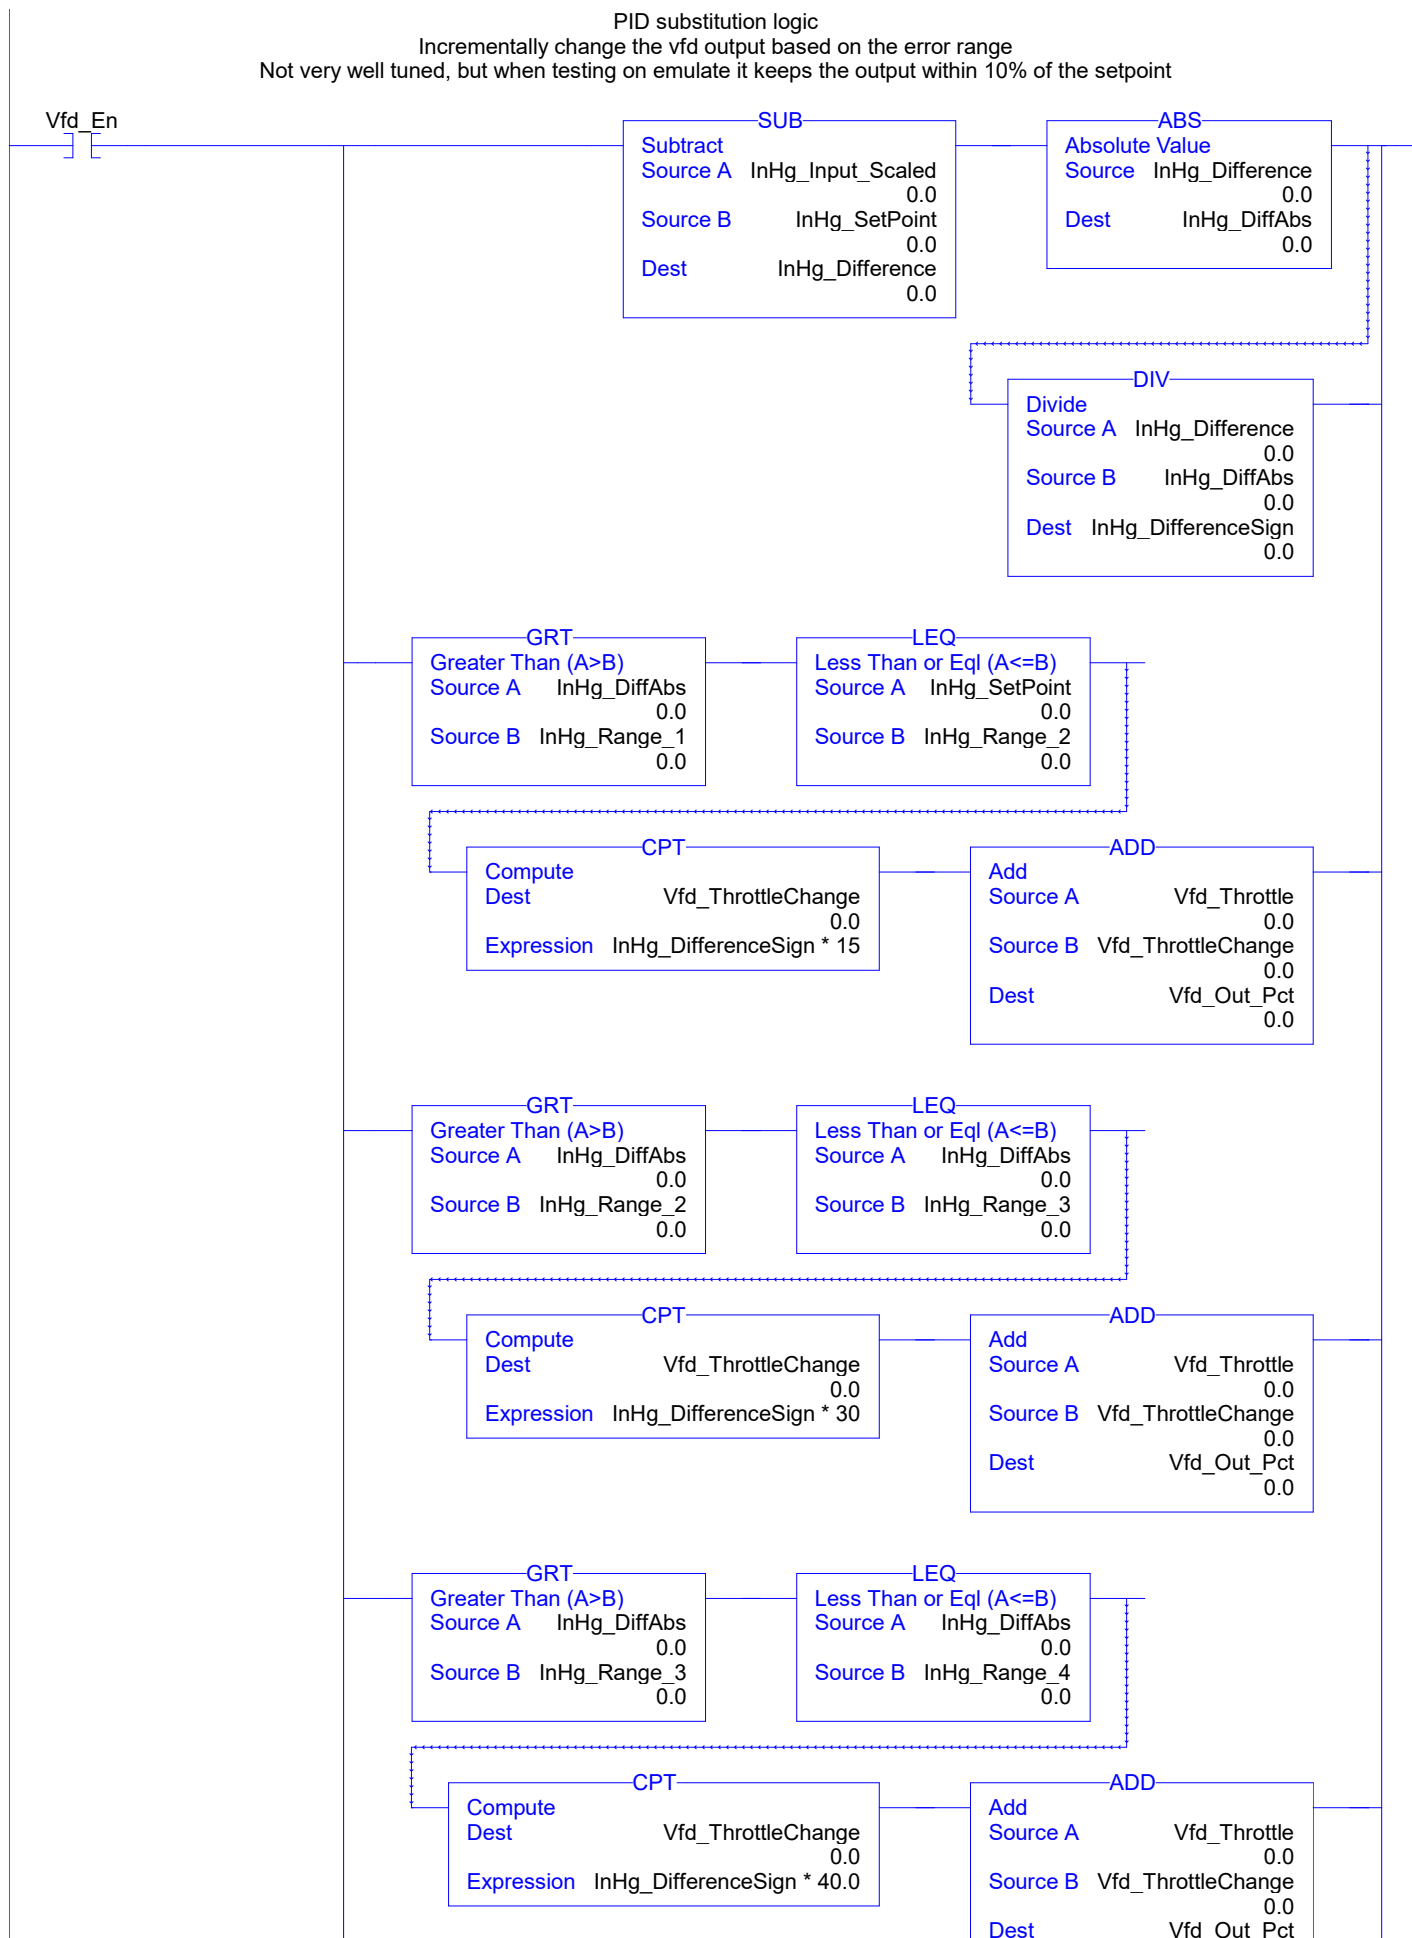 PID substitution logic
Incrementally change the vfd output based on the error range
Not very well tuned, but when testing on emulate it keeps the output within 10% of the setpoint
Vfd_En
SUB
Subtract
Source A InHg_Input_Scaled
0.0
Source B InHg_SetPoint
0.0
Dest InHg_Difference
0.0
ABS
Absolute Value
Source InHg_Difference
0.0
Dest InHg_DiffAbs
0.0
DIV
Divide
Source A InHg_Difference
0.0
Source B InHg_DiffAbs
0.0
Dest InHg_DifferenceSign
0.0
GRT
Greater Than (A>B)
Source A InHg_DiffAbs
0.0
Source B InHg_Range_1
0.0
LEQ
Less Than or Eql (A<=B)
Source A InHg_SetPoint
0.0
Source B InHg_Range_2
0.0
CPT
Compute
Dest Vfd_ThrottleChange
0.0
Expression InHg_DifferenceSign * 15
ADD
Add
Source A Vfd_Throttle
0.0
Source B Vfd_ThrottleChange
0.0
Dest Vfd_Out_Pct
0.0
GRT
Greater Than (A>B)
Source A InHg_DiffAbs
0.0
Source B InHg_Range_2
0.0
LEQ
Less Than or Eql (A<=B)
Source A InHg_DiffAbs
0.0
Source B InHg_Range_3
0.0
CPT
Compute
Dest Vfd_ThrottleChange
0.0
Expression InHg_DifferenceSign * 30
ADD
Add
Source A Vfd_Throttle
0.0
Source B Vfd_ThrottleChange
0.0
Dest Vfd_Out_Pct
0.0
GRT
Greater Than (A>B)
Source A InHg_DiffAbs
0.0
Source B InHg_Range_3
0.0
LEQ
Less Than or Eql (A<=B)
Source A InHg_DiffAbs
0.0
Source B InHg_Range_4
0.0
CPT
Compute
Dest Vfd_ThrottleChange
0.0
Expression InHg_DifferenceSign * 40.0
ADD
Add
Source A Vfd_Throttle
0.0
Source B Vfd_ThrottleChange
0.0
Dest Vfd_Out_Pct